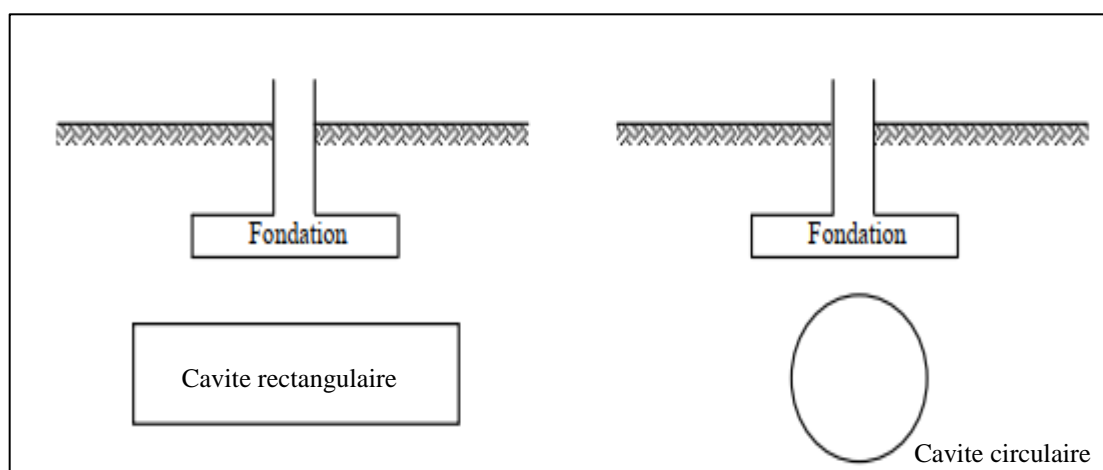 Fondation
Fondation
Cavite rectangulaire
Cavite circulaire